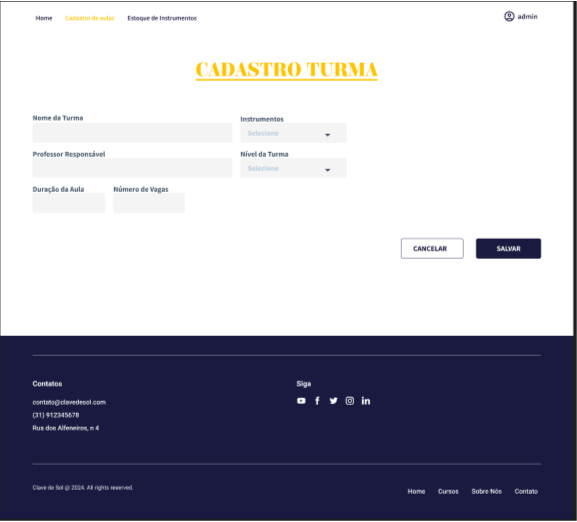 Home Cadastro de aulas Estoque de Instrumentos admin
CADASTRO TURMA
Nome da Turma Instrumentos
Selecione
Professor Responsável Nível da Turma
Selecione
Duração da Aula Número de Vagas
CANCELAR SALVAR
Contatos Siga
contato@clavedesol.com
(31) 912345678
Rua dos Alfeneiros, n 4
Clave de Sol @ 2024. All rights reserved.
Home Cursos Sobre Nós Contato